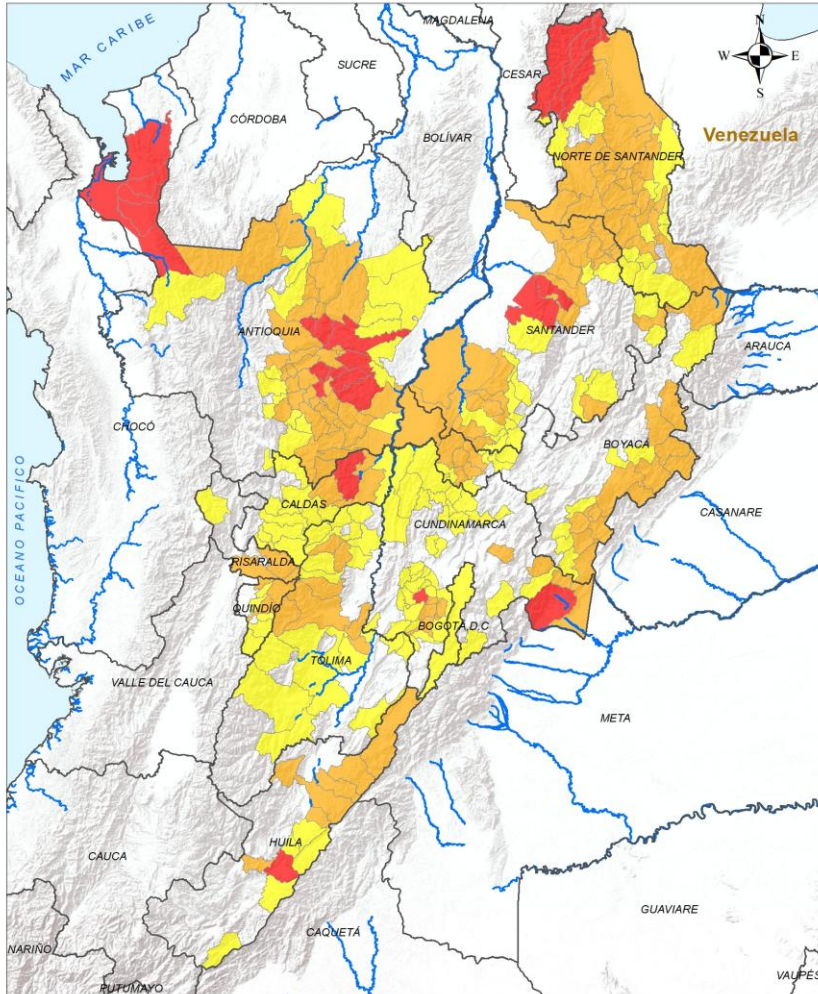 MAGDALENA
N
W E
S
MAR CARIBE
CESAR
SUCRE
CÓRDOBA
BOLÍVAR
Venezuela
NORTE DE SANTANDER
ANTIOQUIA
SANTANDER
ARAUCA
CHOCÓ
BOYACÁ
OCEANO PACIFICO
CALDAS
CUNDINAMARCA
CASANARE
RISARALDA
QUINDÍO
BOGOTÁ,D.C
TOLIMA
VALLE DEL CAUCA
META
HUILA
CAUCA
GUAVIARE
CAQUETÁ
NARIÑO
PUTUMAYO
VAUPÉS